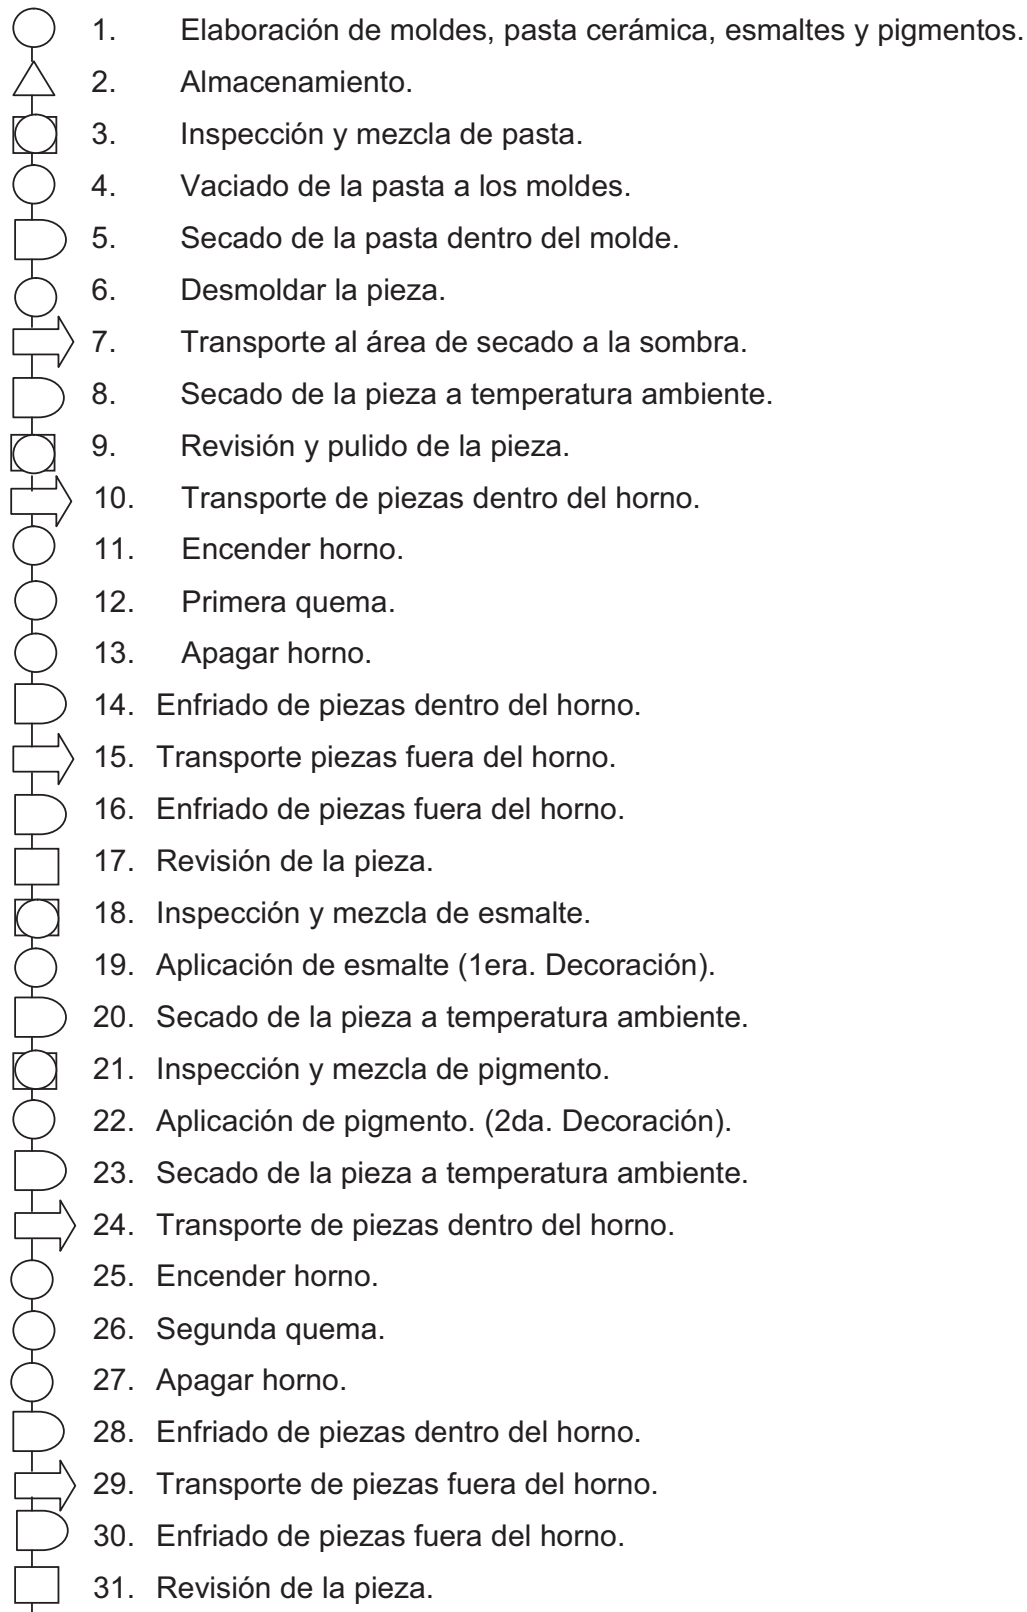 1. Elaboración de moldes, pasta cerámica, esmaltes y pigmentos.
2. Almacenamiento.
3. Inspección y mezcla de pasta.
4. Vaciado de la pasta a los moldes.
5. Secado de la pasta dentro del molde.
6. Desmoldar la pieza.
7. Transporte al área de secado a la sombra.
8. Secado de la pieza a temperatura ambiente.
9. Revisión y pulido de la pieza.
10. Transporte de piezas dentro del horno.
11. Encender horno.
12. Primera quema.
13. Apagar horno.
14. Enfriado de piezas dentro del horno.
15. Transporte piezas fuera del horno.
16. Enfriado de piezas fuera del horno.
17. Revisión de la pieza.
18. Inspección y mezcla de esmalte.
19. Aplicación de esmalte (1era. Decoración).
20. Secado de la pieza a temperatura ambiente.
21. Inspección y mezcla de pigmento.
22. Aplicación de pigmento. (2da. Decoración).
23. Secado de la pieza a temperatura ambiente.
24. Transporte de piezas dentro del horno.
25. Encender horno.
26. Segunda quema.
27. Apagar horno.
28. Enfriado de piezas dentro del horno.
29. Transporte de piezas fuera del horno.
30. Enfriado de piezas fuera del horno.
31. Revisión de la pieza.